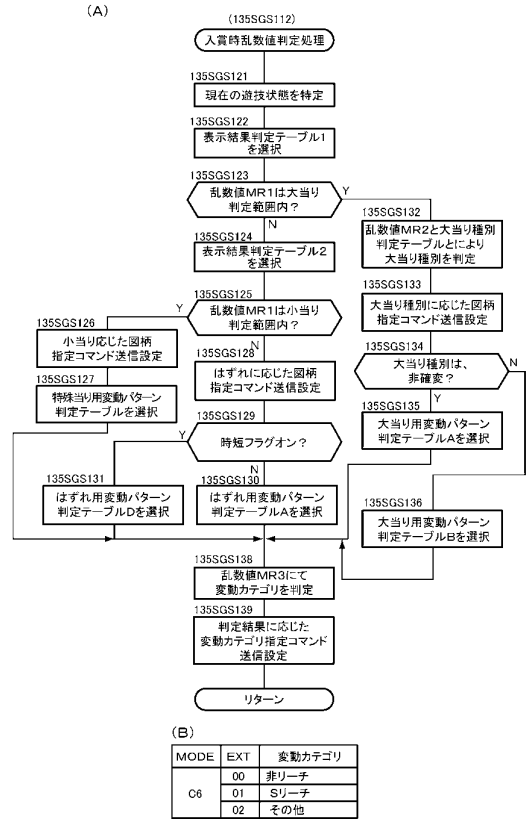 (A)
(135SGS112)
入賞時乱数値判定処理
135SGS121
現在の遊技状態を特定
135SGS122
表示結果判定テーブル1
を選択
135SGS123
乱数値MR1は大当り
判定範囲内?
Y
N
135SGS132
乱数値MR2と大当り種別
判定テーブルとにより
大当り種別を判定
135SGS124
表示結果判定テーブル2
を選択
135SGS133
大当り種別に応じた図柄
指定コマンド送信設定
135SGS125
乱数値MR1は小当り
判定範囲内?
Y
N
135SGS126
小当り応じた図柄
指定コマンド送信設定
135SGS134
大当り種別は、
非確変?
N
Y
135SGS128
はずれに応じた図柄
指定コマンド送信設定
135SGS127
特殊当り用変動パターン
判定テーブルを選択
135SGS135
大当り用変動パターン
判定テーブルAを選択
135SGS129
時短フラグオン?
Y
N
135SGS131
はずれ用変動パターン
判定テーブルDを選択
135SGS130
はずれ用変動パターン
判定テーブルAを選択
135SGS136
大当り用変動パターン
判定テーブルBを選択
135SGS138
乱数値MR3にて
変動カテゴリを判定
135SGS139
判定結果に応じた
変動カテゴリ指定コマンド
送信設定
リターン
(B)
MODE EXT 変動カテゴリ
C6
00 非リーチ
01 Sリーチ
02 その他